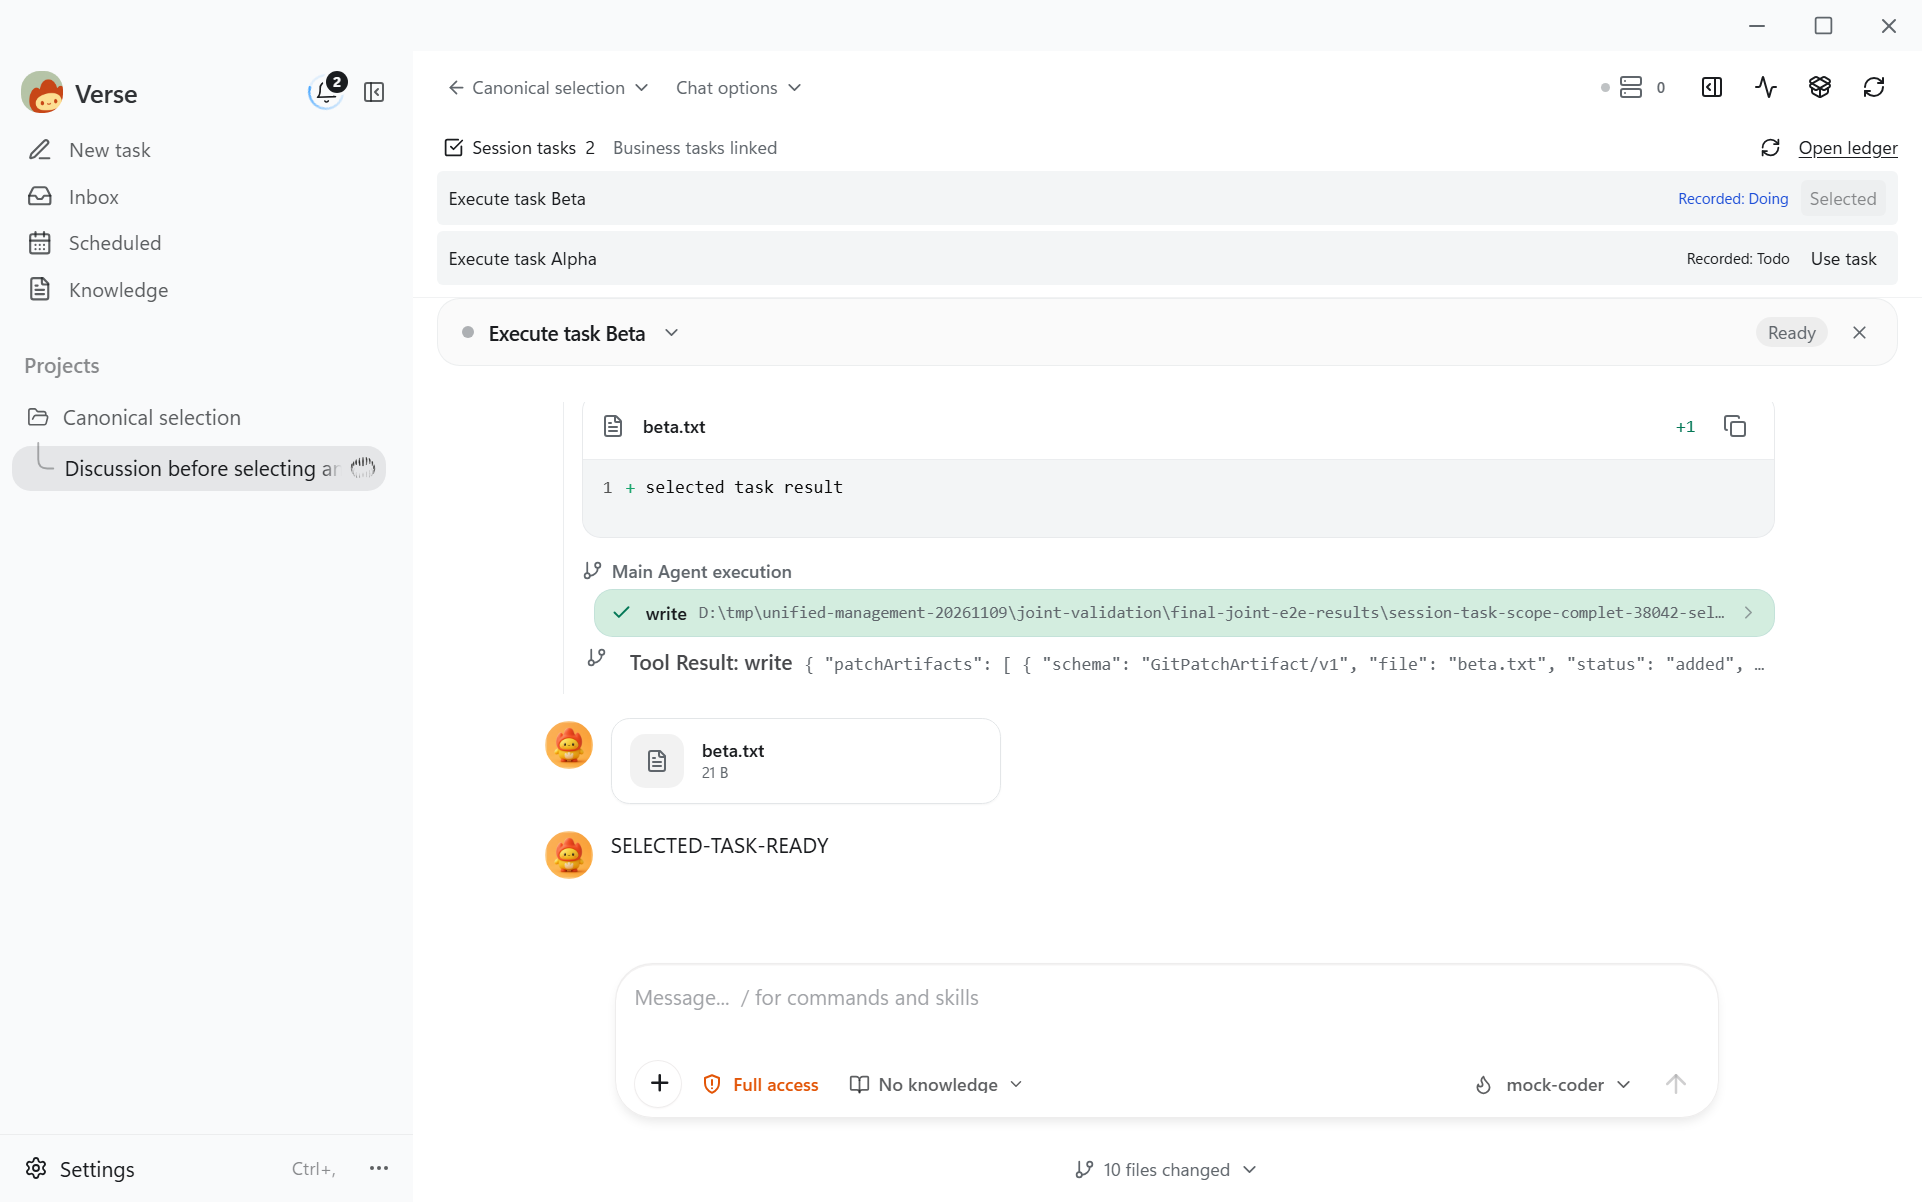 Verse
2
New task
Inbox
Scheduled
Knowledge
Projects
Canonical selection
Discussion before selecting
Settings
Ctrl+,
Canonical selection
Chat options
0
Session tasks 2 Business tasks linked
Open ledger
Execute task Beta
Recorded: Doing
Selected
Execute task Alpha
Recorded: Todo
Use task
Execute task Beta
Ready
beta.txt
+1
1 + selected task result
Main Agent execution
write D:\tmp\unified-management-20261109\joint-validation\final-joint-e2e-results\session-task-scope-complet-38042-sel…
Tool Result: write { "patchArtifacts": [ { "schema": "GitPatchArtifact/v1", "file": "beta.txt", "status": "added", …
beta.txt
21 B
SELECTED-TASK-READY
Message... / for commands and skills
Full access
No knowledge
mock-coder
10 files changed